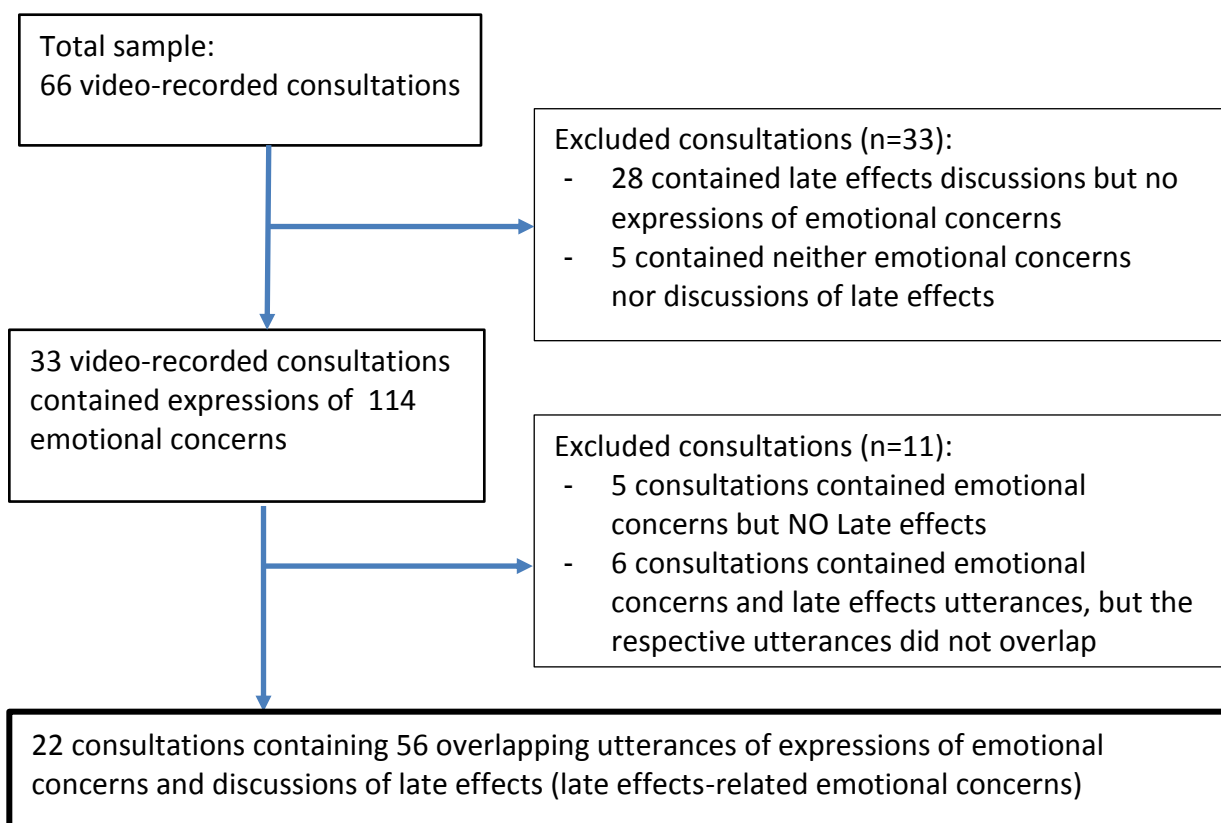 Total sample:
66 video-recorded consultations
Excluded consultations (n=33):
- 28 contained late effects discussions but no
expressions of emotional concerns
- 5 contained neither emotional concerns
nor discussions of late effects
33 video-recorded consultations
contained expressions of 114
emotional concerns
Excluded consultations (n=11):
- 5 consultations contained emotional
concerns but NO Late effects
- 6 consultations contained emotional
concerns and late effects utterances, but the
respective utterances did not overlap
22 consultations containing 56 overlapping utterances of expressions of emotional
concerns and discussions of late effects (late effects-related emotional concerns)